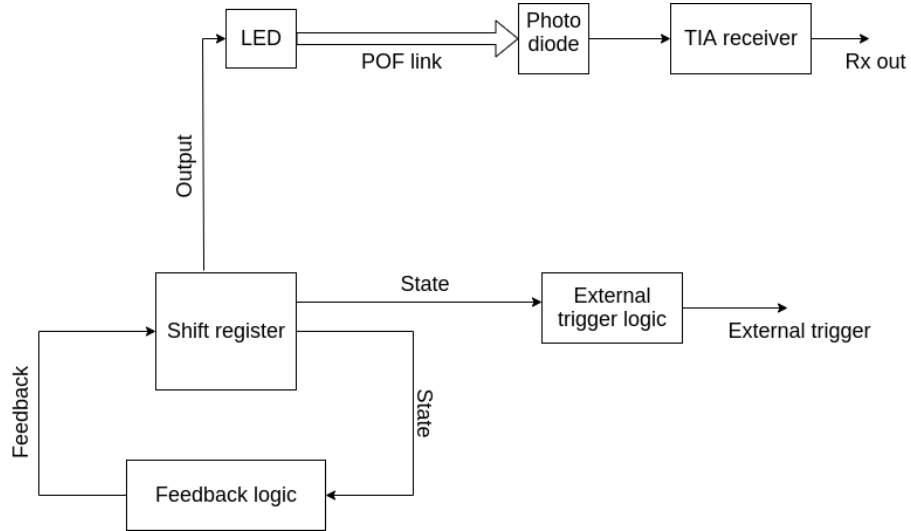 LED
POF link
Photo
diode
TIA receiver
Rx out
Output
Shift register
State
External
trigger logic
External trigger
Feedback
State
Feedback logic